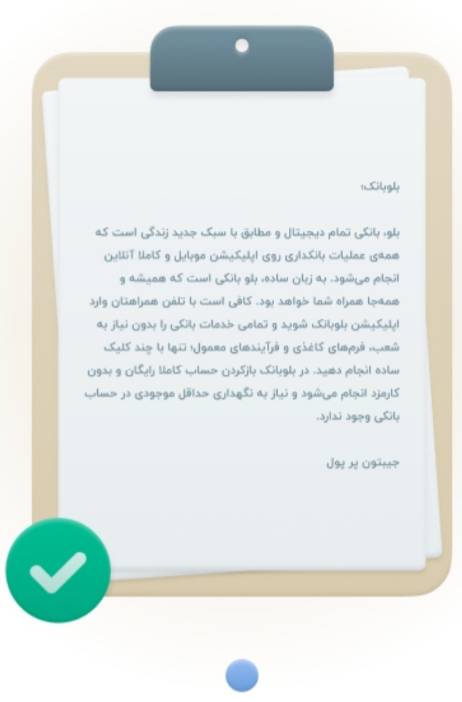 بلوبانک؛
بلو، بانکی تمام دیجیتال و مطابق با سبک جدید زندگی است که
همه‌ی عملیات بانکداری روی اپلیکیشن موبایل و کاملا آنلاین
انجام می‌شود. به زبان ساده، بلو بانکی است که همیشه و
همه‌جا همراه شما خواهد بود. کافی است با تلفن همراهتان وارد
اپلیکیشن بلوبانک شوید و تمامی خدمات بانکی را بدون نیاز به
شعب، فرم‌های کاغذی و فرآیندهای معمول؛ تنها با چند کلیک
ساده انجام دهید. در بلوبانک بازکردن حساب کاملا رایگان و بدون
کارمزد انجام می‌شود و نیاز به نگهداری حداقل موجودی در حساب
بانکی وجود ندارد.
جیبتون پر پول